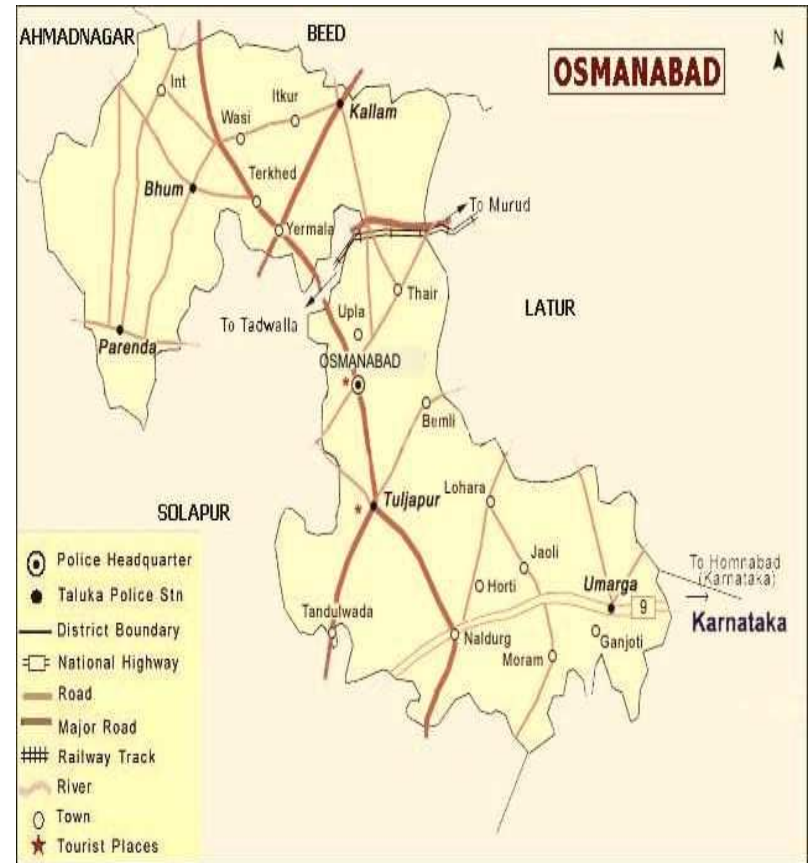 AHMADNAGAR
BEED
N
OSMANABAD
Int
Itkur
Wasi
Kallam
Terkhed
Bhum
To Murud
Yermala
Thair
LATUR
Upla
To Tadwalla
Parenda
OSMANABAD
Bemli
Lohara
Tuljapur
SOLAPUR
Jaoli
To Homnabad
(Karnataka)
Horti
Umarga
9
Karnataka
Tandulwada
Naldurg
Ganjoti
Moram
Police Headquarter
Taluka Police Stn
District Boundary
National Highway
Road
Major Road
Railway Track
River
Town
Tourist Places